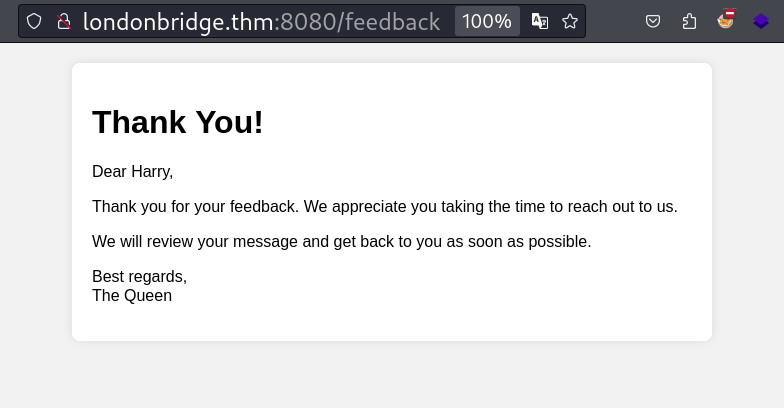 londonbridge.thm:8080/feedback 100%
Thank You!
Dear Harry,
Thank you for your feedback. We appreciate you taking the time to reach out to us.
We will review your message and get back to you as soon as possible.
Best regards,
The Queen